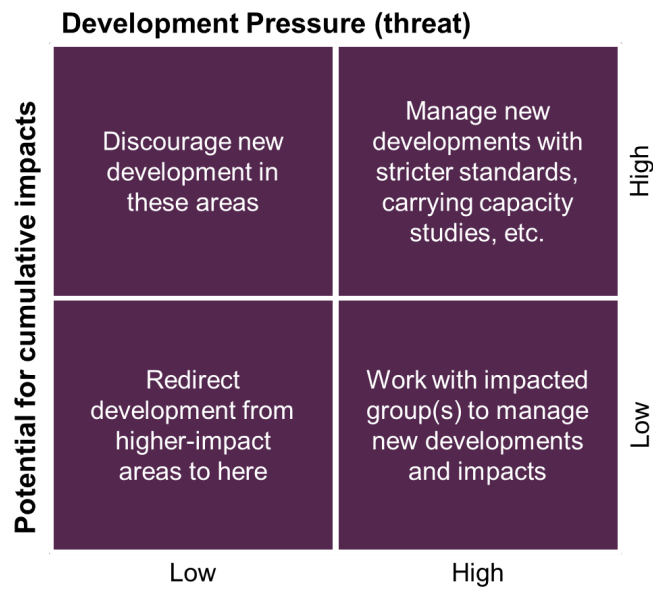 Development Pressure (threat)
Potential for cumulative impacts
Discourage new
development in
these areas
Manage new
developments with
stricter standards,
carrying capacity
studies, etc.
High
Redirect
development from
higher-impact
areas to here
Work with impacted
group(s) to manage
new developments
and impacts
Low
Low
High